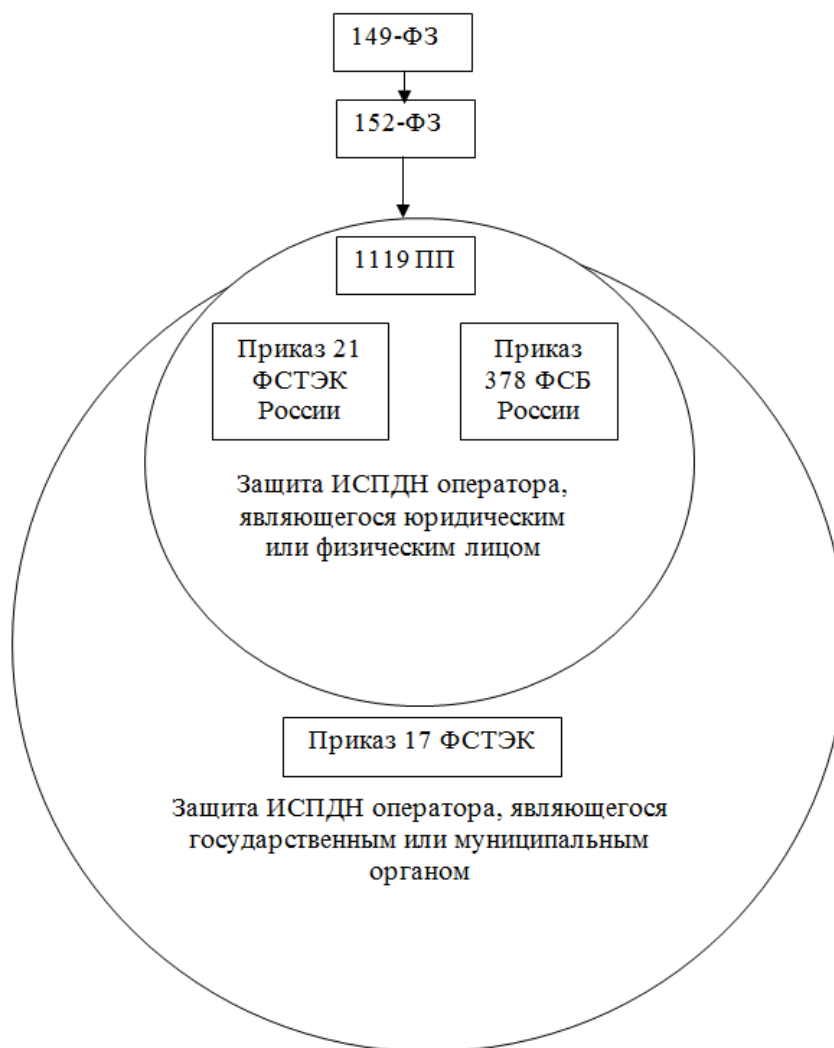 149-ФЗ
152-ФЗ
1119 ПП
Приказ 21
ФСТЭК
России
Приказ
378 ФСБ
России
Защита ИСПДН оператора,
являющегося юридическим
или физическим лицом
Приказ 17 ФСТЭК
Защита ИСПДН оператора, являющегося
государственным или муниципальным
органом